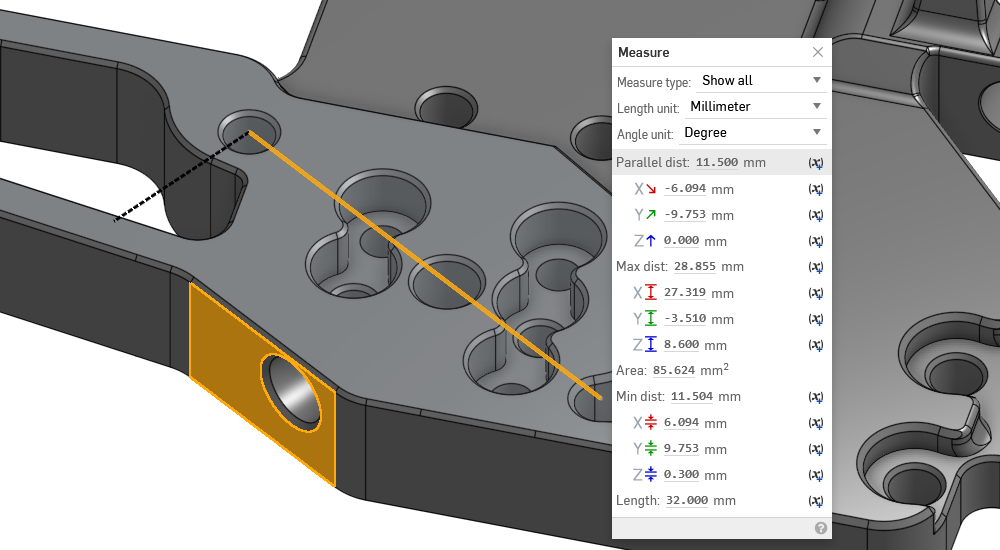 Measure
Measure type: Show all
Length unit: Millimeter
Angle unit: Degree
Parallel dist: 11.500 mm (x)
X -6.094 mm (x)
Y -9.753 mm (x)
Z 0.000 mm (x)
Max dist: 28.855 mm (x)
X 27.319 mm (x)
Y -3.510 mm (x)
Z 8.600 mm (x)
Area: 85.624 mm² (x)
Min dist: 11.504 mm (x)
X 6.094 mm (x)
Y 9.753 mm (x)
Z 0.300 mm (x)
Length: 32.000 mm (x)
?